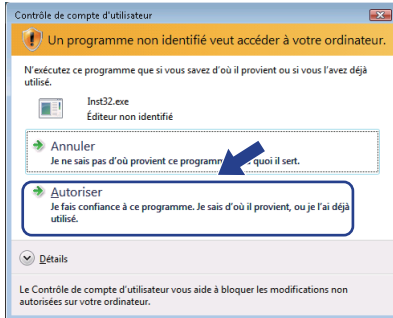 Contrôle de compte d'utilisateur
Un programme non identifié veut accéder à votre ordinateur.
N'exécutez ce programme que si vous savez d'où il provient ou si vous l'avez déjà
utilisé.
Inst32.exe
Éditeur non identifié
Annuler
Je ne sais pas d'où provient ce programme quoi il sert.
Autoriser
Je fais confiance à ce programme. Je sais d'où il provient, ou je l'ai déjà
utilisé.
Détails
Le Contrôle de compte d'utilisateur vous aide à bloquer les modifications non
autorisées sur votre ordinateur.